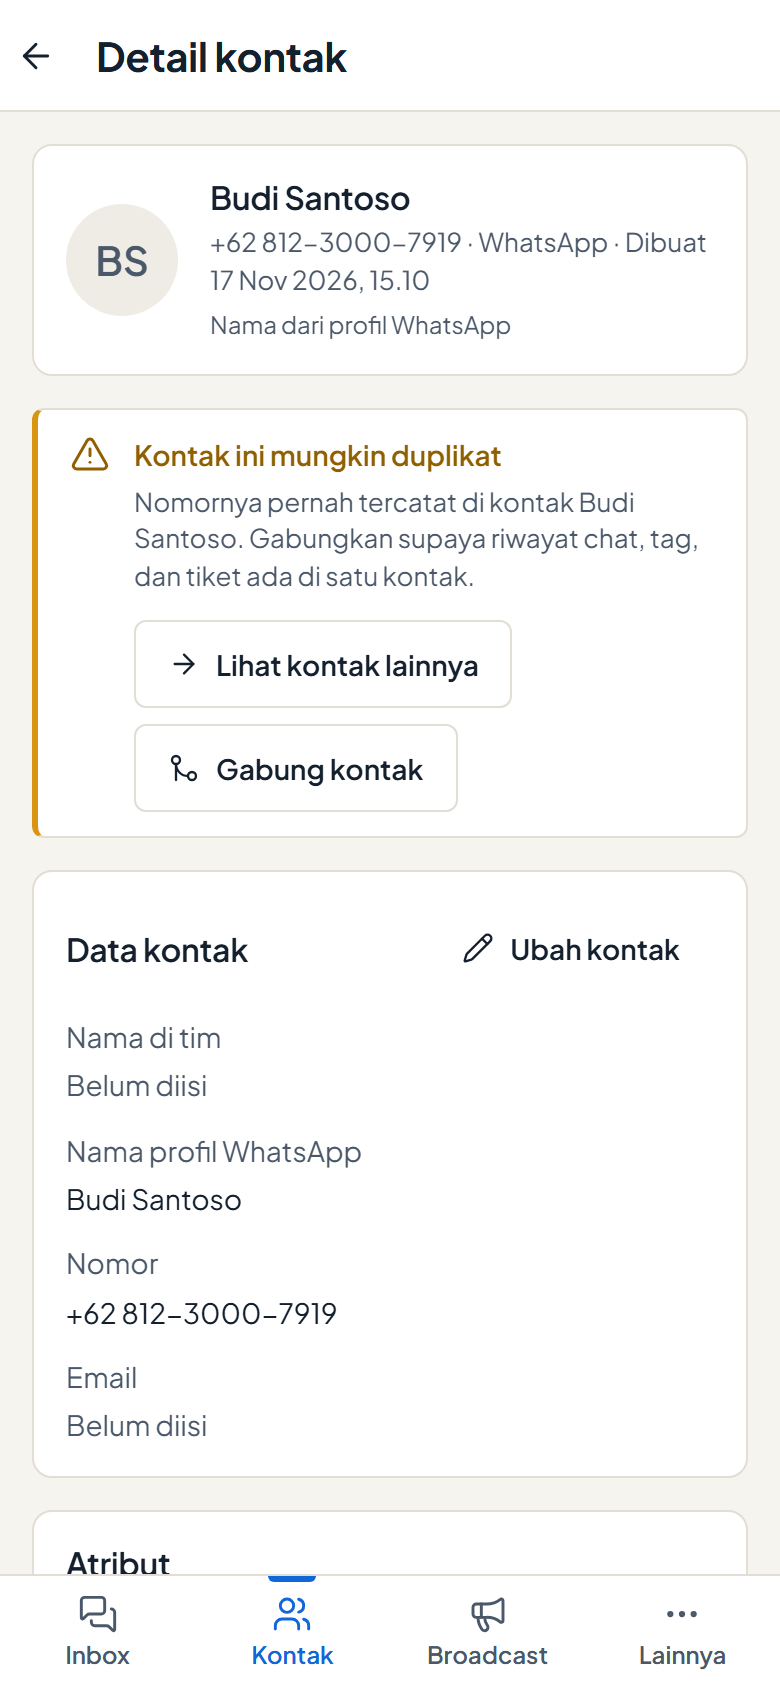 Detail kontak
BS
Budi Santoso
+62 812-3000-7919 · WhatsApp · Dibuat
17 Nov 2026, 15.10
Nama dari profil WhatsApp
Kontak ini mungkin duplikat
Nomornya pernah tercatat di kontak Budi
Santoso. Gabungkan supaya riwayat chat, tag,
dan tiket ada di satu kontak.
Lihat kontak lainnya
Gabung kontak
Data kontak
Ubah kontak
Nama di tim
Belum diisi
Nama profil WhatsApp
Budi Santoso
Nomor
+62 812-3000-7919
Email
Belum diisi
Atribut
Inbox
Kontak
Broadcast
Lainnya